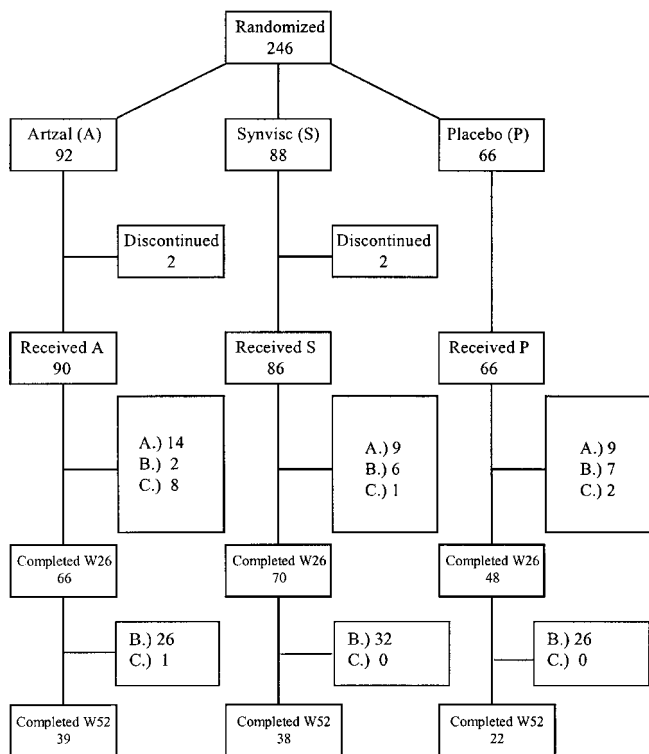 Randomized
246
Artzal (A)
92
Synvisc (S)
88
Placebo (P)
66
Discontinued
2
Discontinued
2
Received A
90
Received S
86
Received P
66
A.) 14
B.) 2
C.) 8
A.) 9
B.) 6
C.) 1
A.) 9
B.) 7
C.) 2
Completed W26
66
Completed W26
70
Completed W26
48
B.) 26
C.) 1
B.) 32
C.) 0
B.) 26
C.) 0
Completed W52
39
Completed W52
38
Completed W52
22